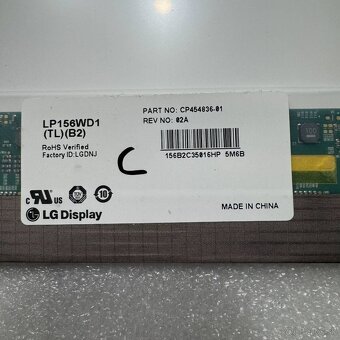 LP156WD1
(TL)(B2)
RoHS Verified
Factory ID:LGDNJ
PART NO: CP454836-01
REV NO: 02A
C
156B2C35016HP 5M6B
LG Display
MADE IN CHINA
100